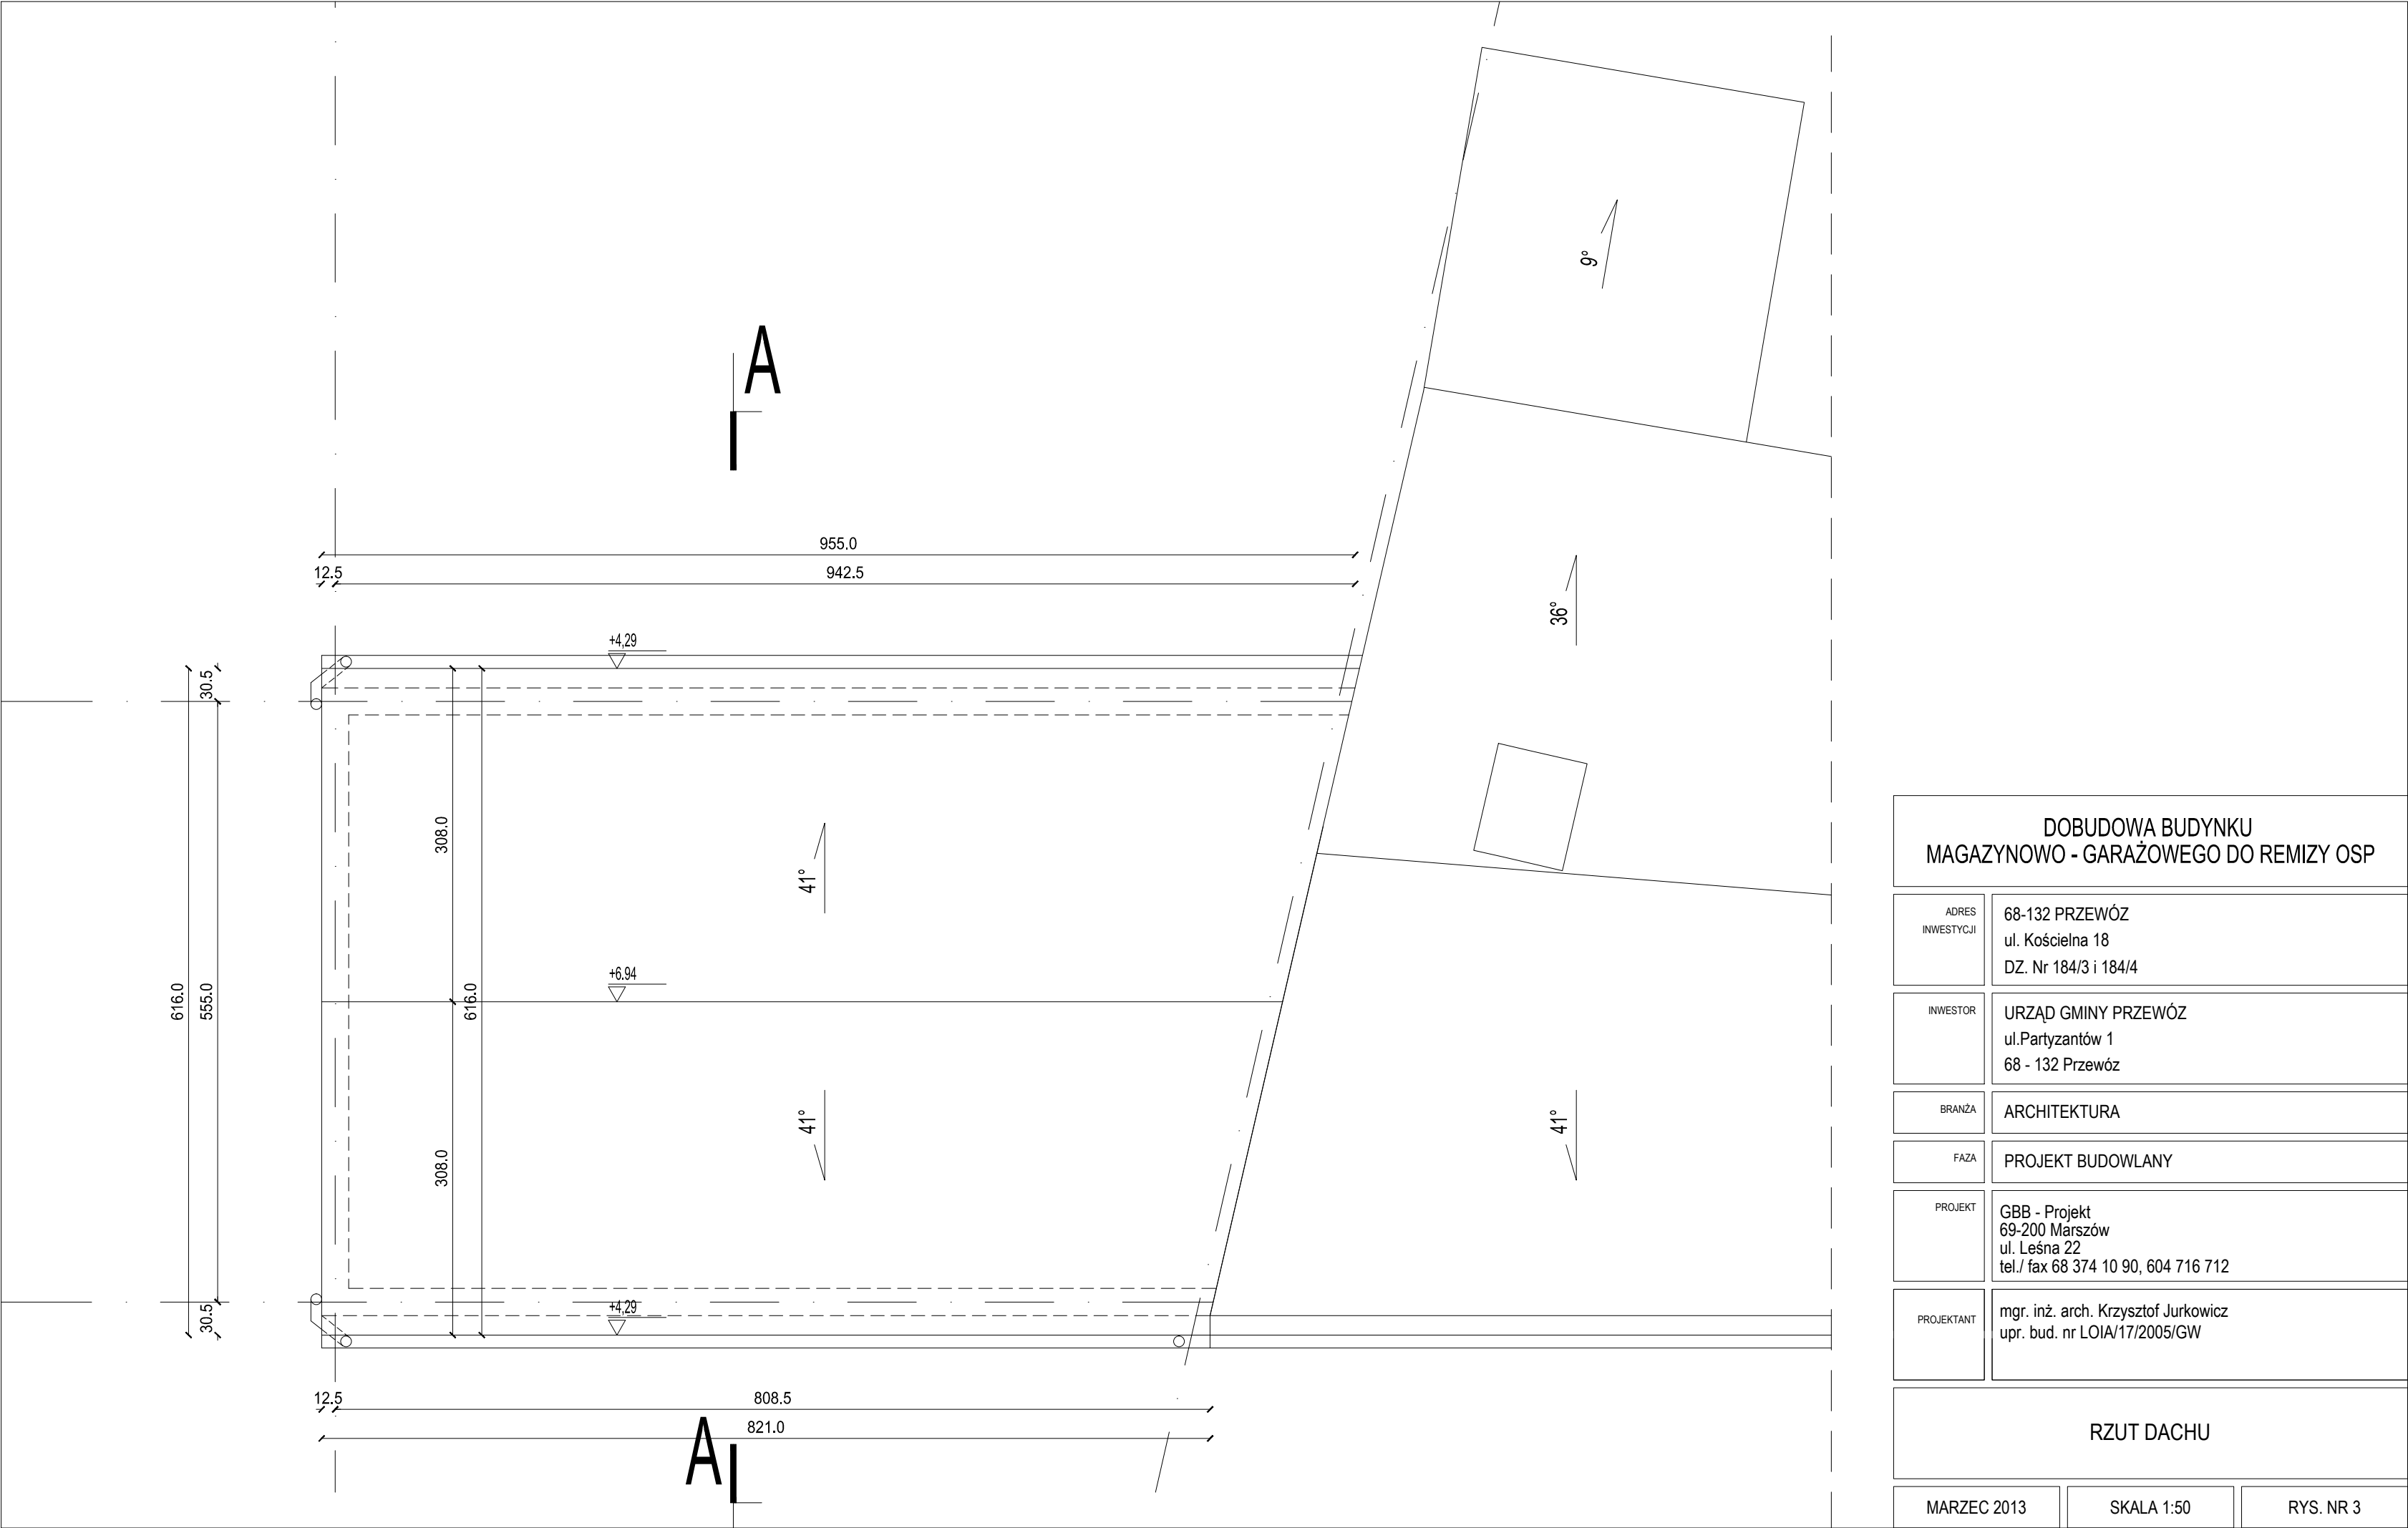 A
9°
955.0
12.5
942.5
+4,29
36°
30.5
308.0
41°
+6.94
616.0
555.0
616.0
308.0
41°
41°
+4,29
30.5
12.5
808.5
821.0
A
DOBUDOWA BUDYNKU
MAGAZYNOWO - GARAŻOWEGO DO REMIZY OSP
ADRES
INWESTYCJI
68-132 PRZEWÓZ
ul. Kościelna 18
DZ. Nr 184/3 i 184/4
INWESTOR
URZĄD GMINY PRZEWÓZ
ul.Partyzantów 1
68 - 132 Przewóz
BRANŻA
ARCHITEKTURA
FAZA
PROJEKT BUDOWLANY
PROJEKT
GBB - Projekt
69-200 Marszów
ul. Leśna 22
tel./ fax 68 374 10 90, 604 716 712
PROJEKTANT
mgr. inż. arch. Krzysztof Jurkowicz
upr. bud. nr LOIA/17/2005/GW
RZUT DACHU
MARZEC 2013
SKALA 1:50
RYS. NR 3